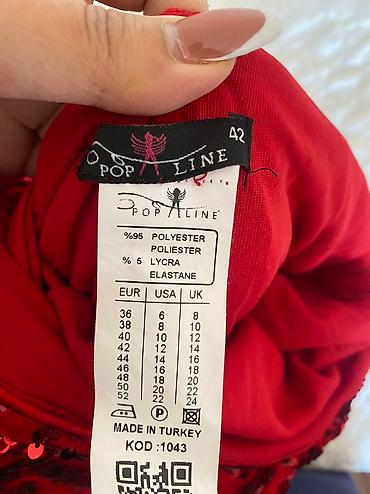 42
POP LINE
POP LINE
%95 POLYESTER
POLIESTER
% 5 LYCRA
ELASTANE
EUR USA UK
36 6 8
38 8 10
40 10 12
42 12 14
44 14 16
46 16 18
48 18 20
50 20 22
52 22 24
P
MADE IN TURKEY
KOD :1043